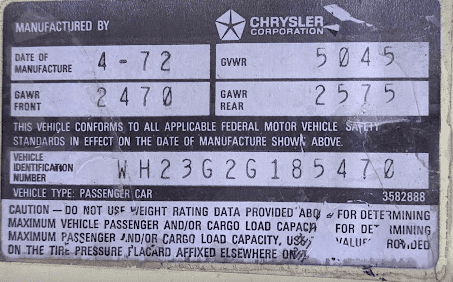 MANUFACTURED BY CHRYSLER CORPORATION
DATE OF MANUFACTURE 4-72 GVWR 5045
GAWR FRONT 2470 GAWR REAR 2575
THIS VEHICLE CONFORMS TO ALL APPLICABLE FEDERAL MOTOR VEHICLE SAFETY
STANDARDS IN EFFECT ON THE DATE OF MANUFACTURE SHOWN ABOVE.
VEHICLE IDENTIFICATION NUMBER WH23G2G185470
VEHICLE TYPE: PASSENGER CAR 3582888
CAUTION – DO NOT USE WEIGHT RATING DATA PROVIDED FOR DETERMINING
MAXIMUM VEHICLE PASSENGER AND/OR CARGO LOAD FOR DETERMINING
MAXIMUM PASSENGER AND/OR CARGO LOAD CAPACITY,
ON THE TIRE PRESSURE PLACARD AFFIXED ELSEWHERE ON